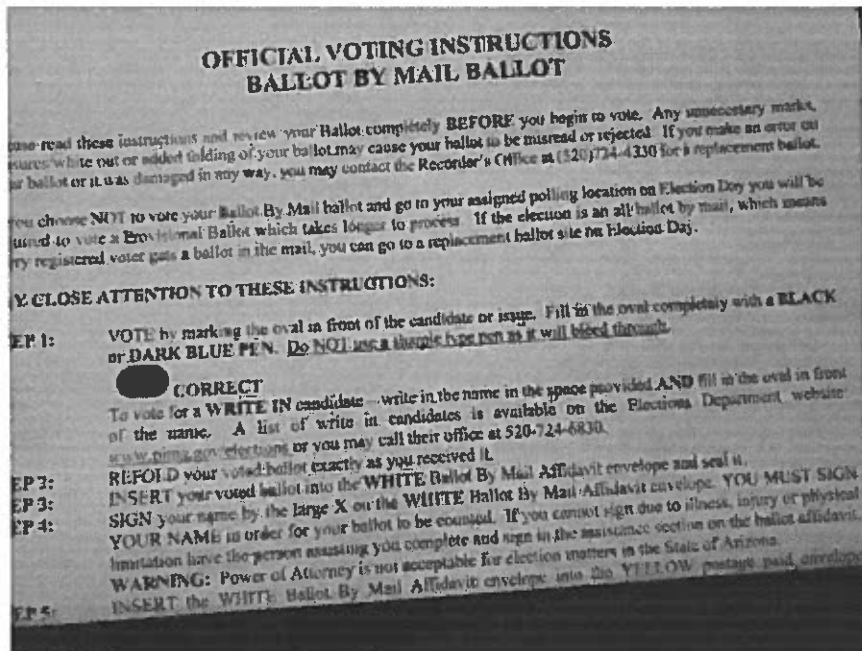 OFFICIAL VOTING INSTRUCTIONS
BALLOT BY MAIL BALLOT
ease read these instructions and review your Ballot completely BEFORE you begin to vote. Any unnecessary marks,
asures/white out or added folding of your ballot may cause your ballot to be misread or rejected. If you make an error on
ur ballot or it was damaged in any way, you may contact the Recorder's Office at (520)724-4330 for a replacement ballot.
you choose NOT to vote your Ballot By Mail ballot and go to your assigned polling location on Election Day you will be
to vote a Provisional Ballot which takes longer to process. If the election is an all ballot by mail, which means
ry registered voter gets a ballot in the mail, you can go to a replacement ballot site on Election Day.
Y CLOSE ATTENTION TO THESE INSTRUCTIONS:
EP 1: VOTE by marking the oval in front of the candidate or issue. Fill in the oval completely with a BLACK
or DARK BLUE PEN. Do NOT use a sharpie type pen as it will bleed through.
CORRECT
To vote for a WRITE IN candidate - write in the name in the space provided AND fill in the oval in front
of the name. A list of write in candidates is available on the Elections Department website
www.pima.gov/elections or you may call their office at 520-724-6830.
EP 2: REFOLD your voted ballot exactly as you received it.
EP 3: INSERT your voted ballot into the WHITE Ballot By Mail Affidavit envelope and seal it.
EP 4: SIGN your name by the large X on the WHITE Ballot By Mail Affidavit envelope. YOU MUST SIGN
YOUR NAME in order for your ballot to be counted. If you cannot sign due to illness, injury or physical
limitation have the person assisting you complete and sign in the assistance section on the ballot affidavit.
WARNING: Power of Attorney is not acceptable for election matters in the State of Arizona.
EP 5: INSERT the WHITE Ballot By Mail Affidavit envelope into the YELLOW postage paid envelope